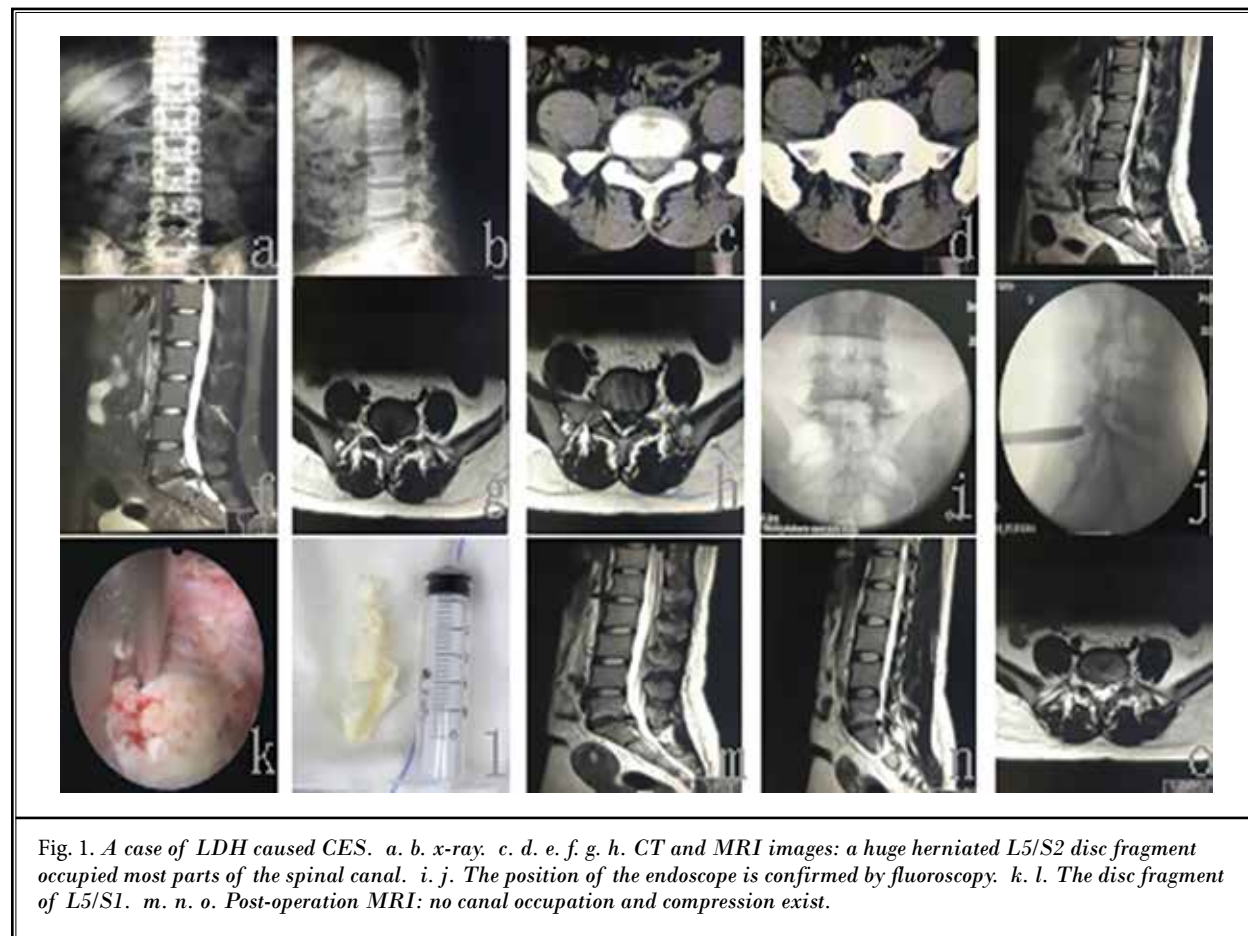 a
b
c
d
e
f
g
h
i
j
k
l
m
n
o
Fig. 1. A case of LDH caused CES. a. b. x-ray. c. d. e. f. g. h. CT and MRI images: a huge herniated L5/S2 disc fragment
occupied most parts of the spinal canal. i. j. The position of the endoscope is confirmed by fluoroscopy. k. l. The disc fragment
of L5/S1. m. n. o. Post-operation MRI: no canal occupation and compression exist.